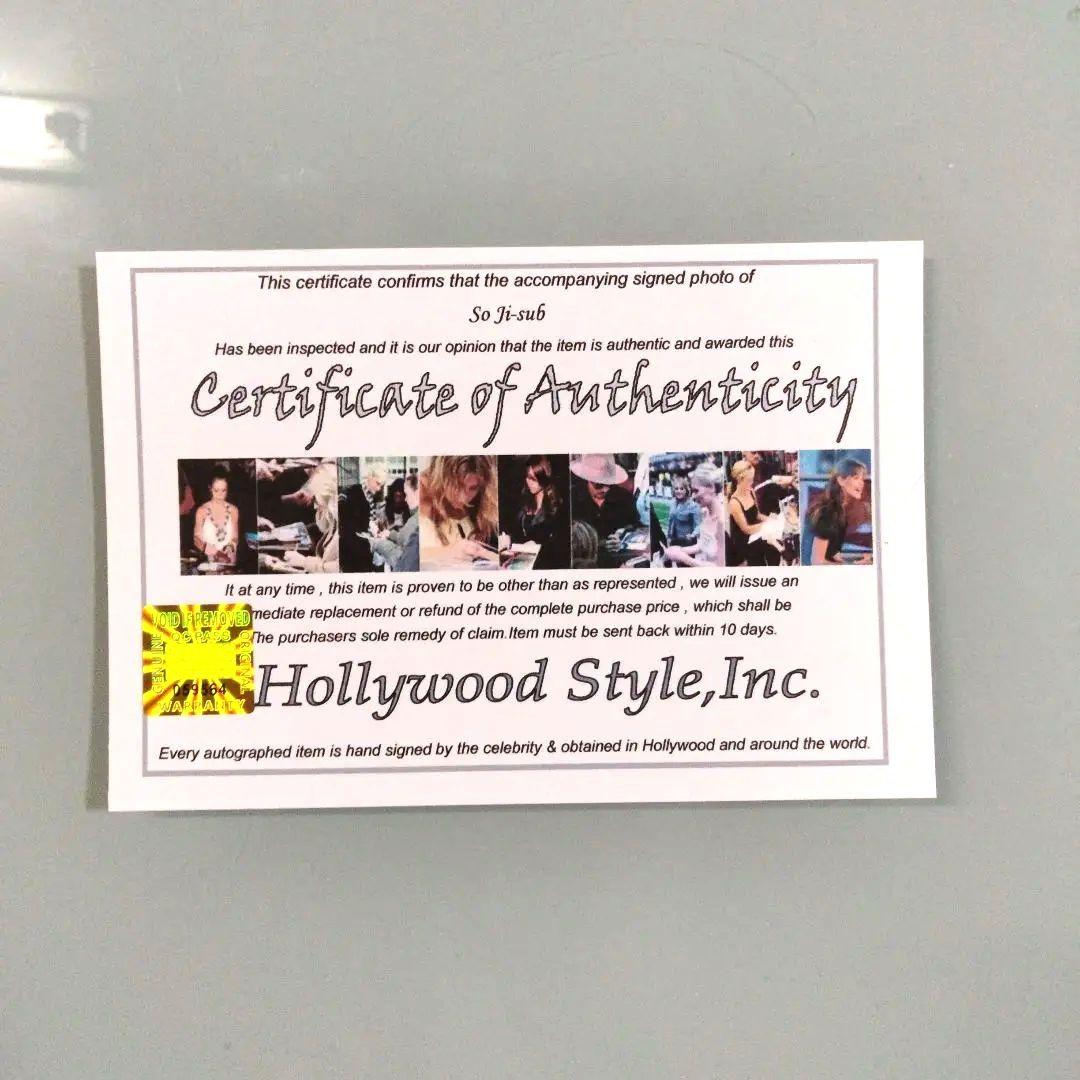 This certificate confirms that the accompanying signed photo of
So Ji-sub
Has been inspected and it is our opinion that the item is authentic and awarded this
Certificate of Authenticity
It at any time , this item is proven to be other than as represented , we will issue an
mediate replacement or refund of the complete purchase price , which shall be
The purchasers sole remedy of claim.Item must be sent back within 10 days.
VOID IF REMOVED
QC PASS
GENUINE
ORIGINAL
059564
WARRANTY
Hollywood Style,Inc.
Every autographed item is hand signed by the celebrity & obtained in Hollywood and around the world.